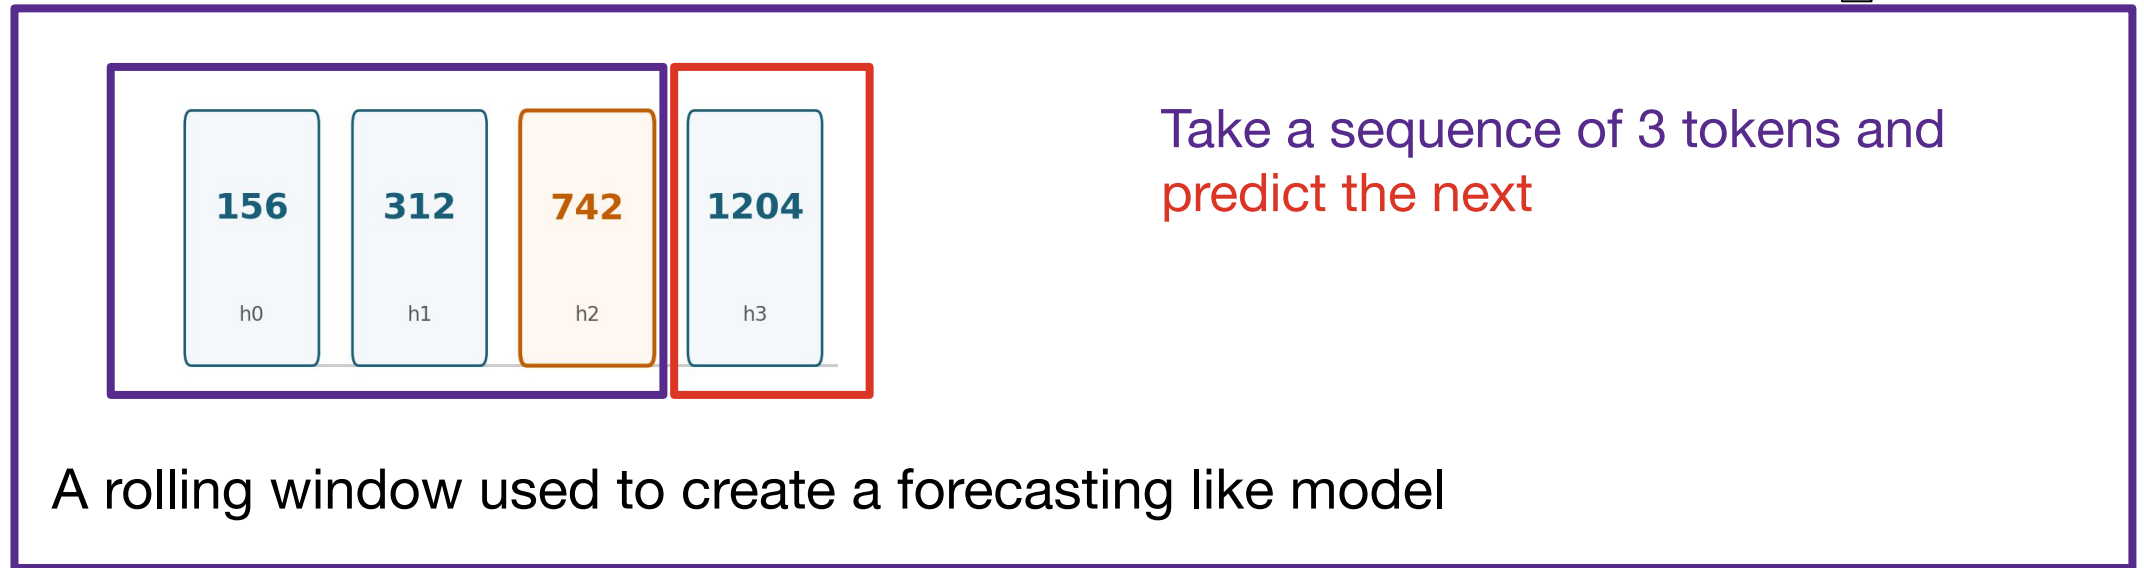 156 312 742 1204
h0 h1 h2 h3
Take a sequence of 3 tokens and
predict the next
A rolling window used to create a forecasting like model